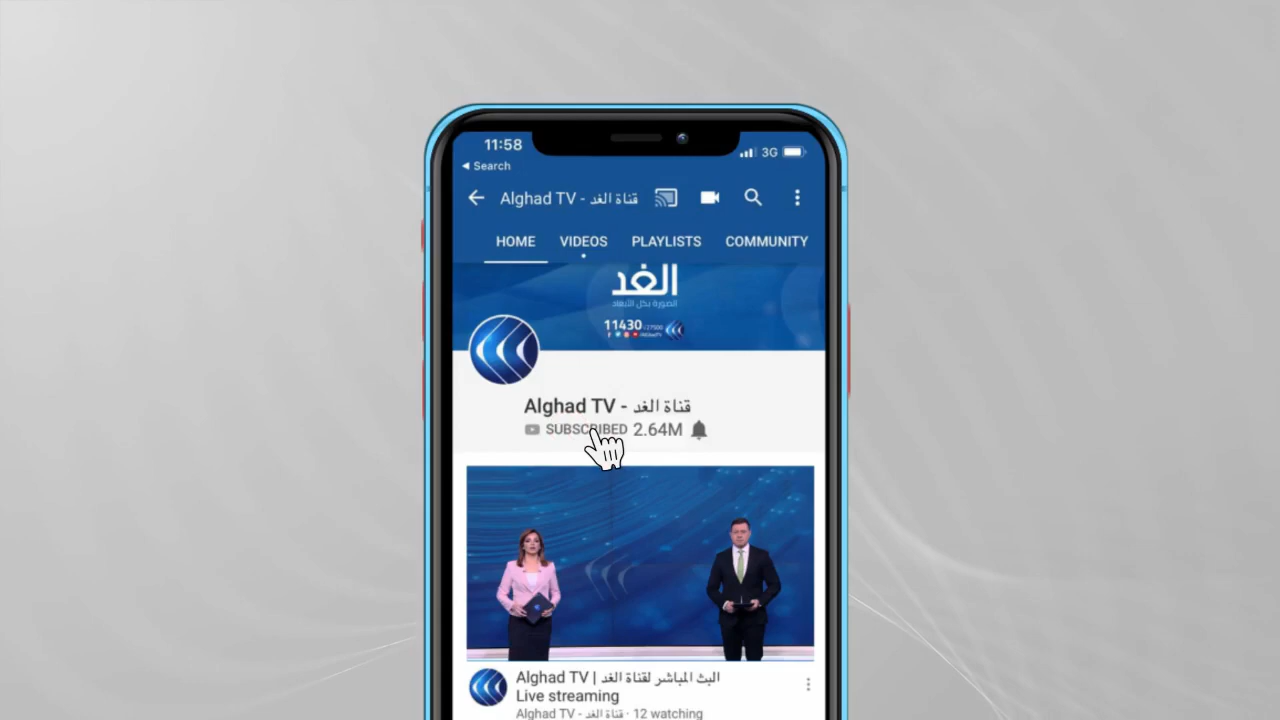 11:58
3G
◀ Search
Alghad TV - قناة الغد
HOME VIDEOS PLAYLISTS COMMUNITY
الغد
الصورة بكل الأبعاد
11430 /27500
Alghad TV - قناة الغد
SUBSCRIBED 2.64M
Alghad TV | البث المباشر لقناة الغد
Live streaming
Alghad TV - قناة الغد · 12 watching